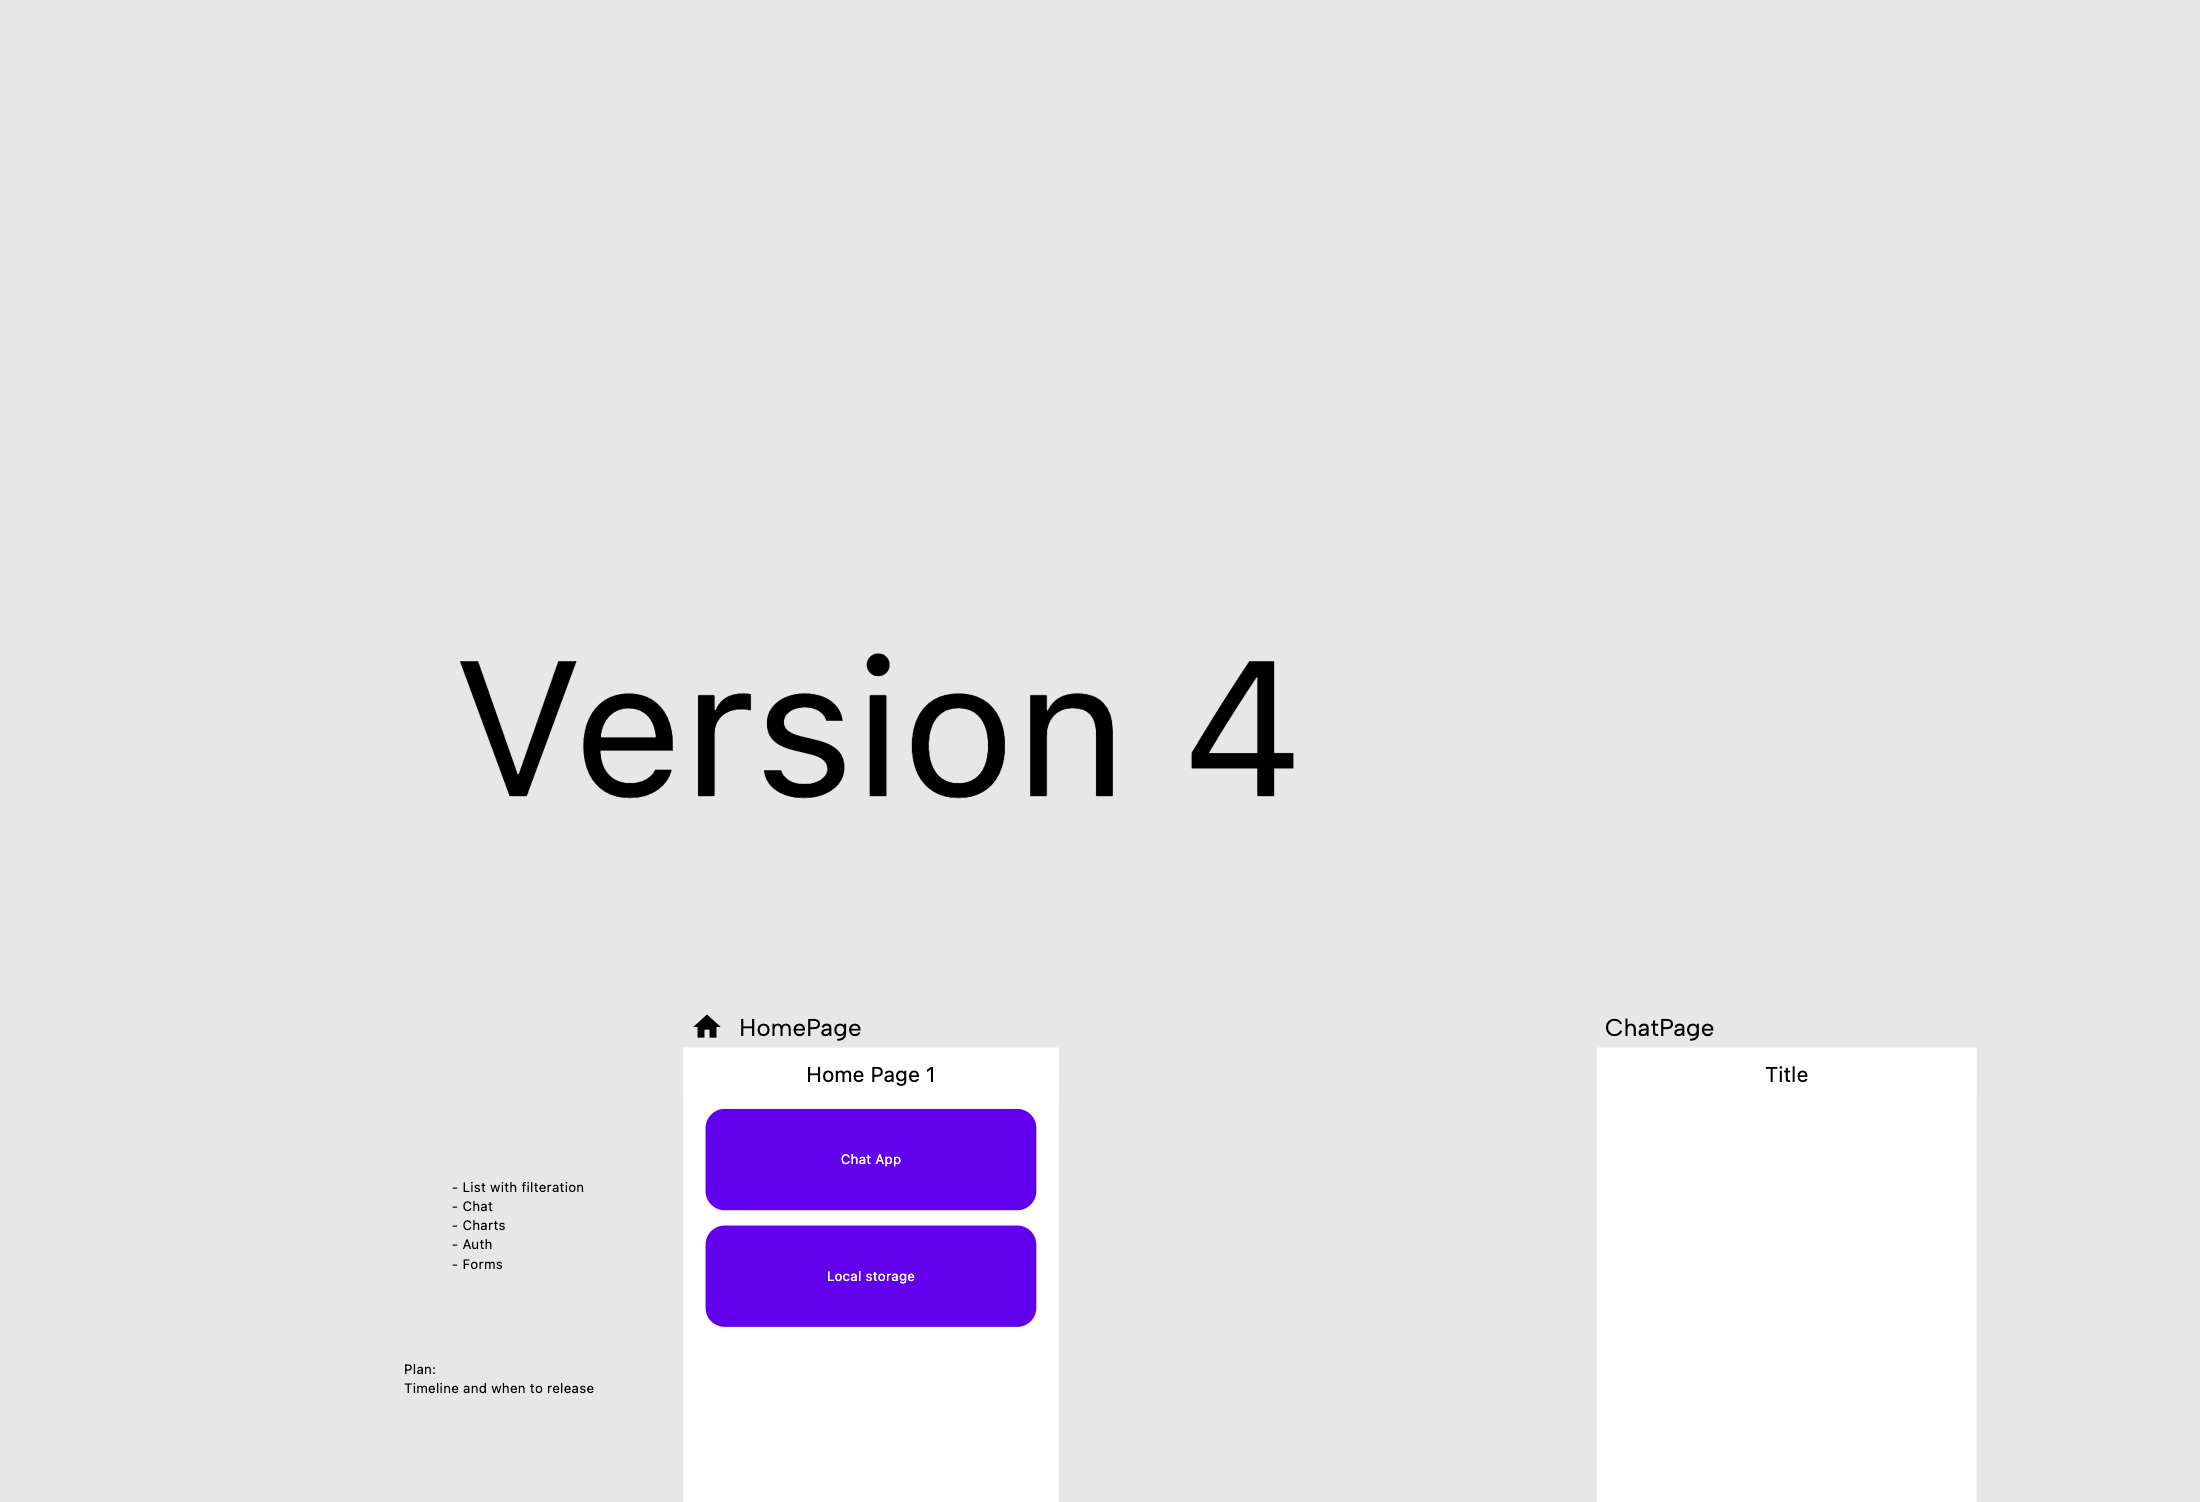 Version 4
HomePage
Home Page 1
Chat App
Local storage
- List with filteration
- Chat
- Charts
- Auth
- Forms
Plan:
Timeline and when to release
ChatPage
Title